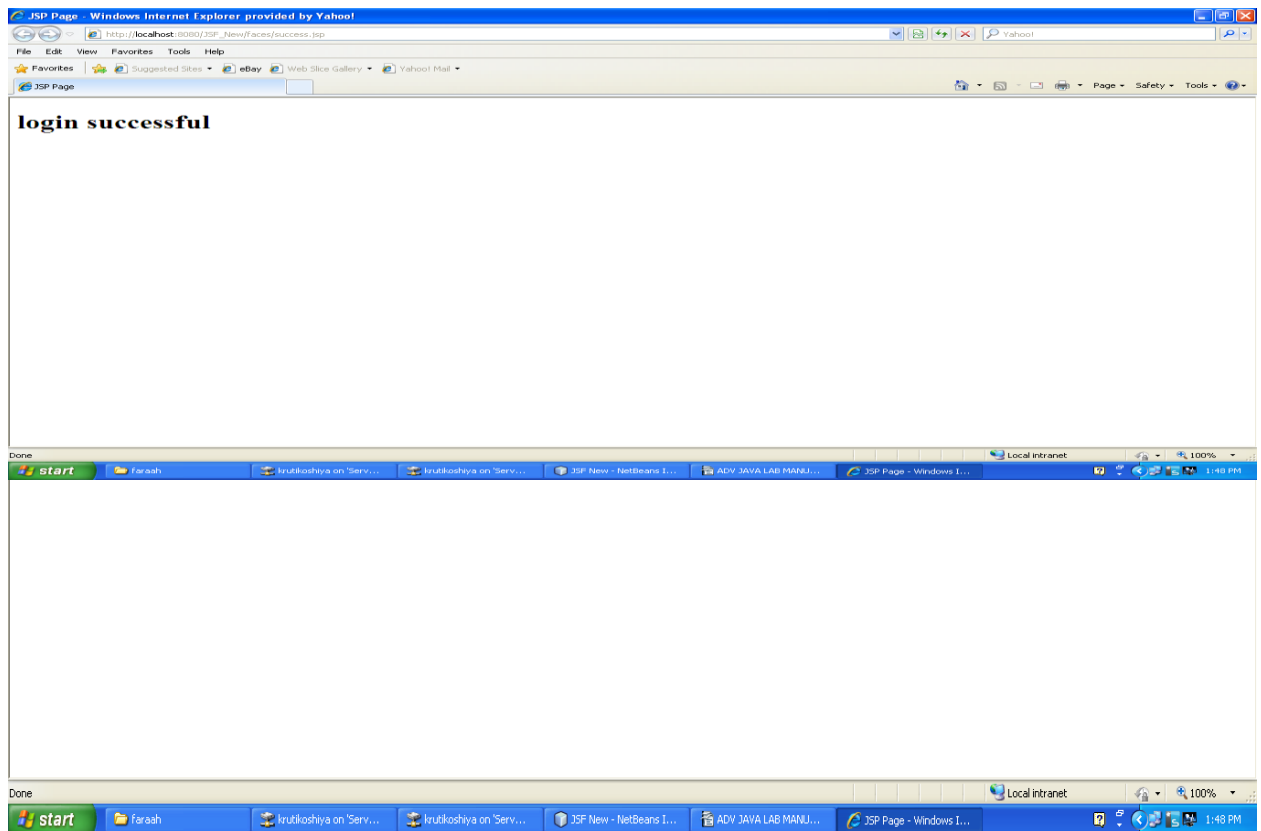 JSP Page - Windows Internet Explorer provided by Yahoo!
http://localhost:8080/JSP_New/faces/success.jsp
Yahoo!
File Edit View Favorites Tools Help
Favorites Suggested Sites eBay Web Slice Gallery Yahoo! Mail
JSP Page
Page Safety Tools
login successful
Done
Local intranet
100%
start
faraah
krutikoshiya on 'Serv...
krutikoshiya on 'Serv...
JSF New - NetBeans I...
ADV JAVA LAB MANU...
JSP Page - Windows I...
1:48 PM
Done
Local intranet
100%
start
faraah
krutikoshiya on 'Serv...
krutikoshiya on 'Serv...
JSF New - NetBeans I...
ADV JAVA LAB MANU...
JSP Page - Windows I...
1:48 PM